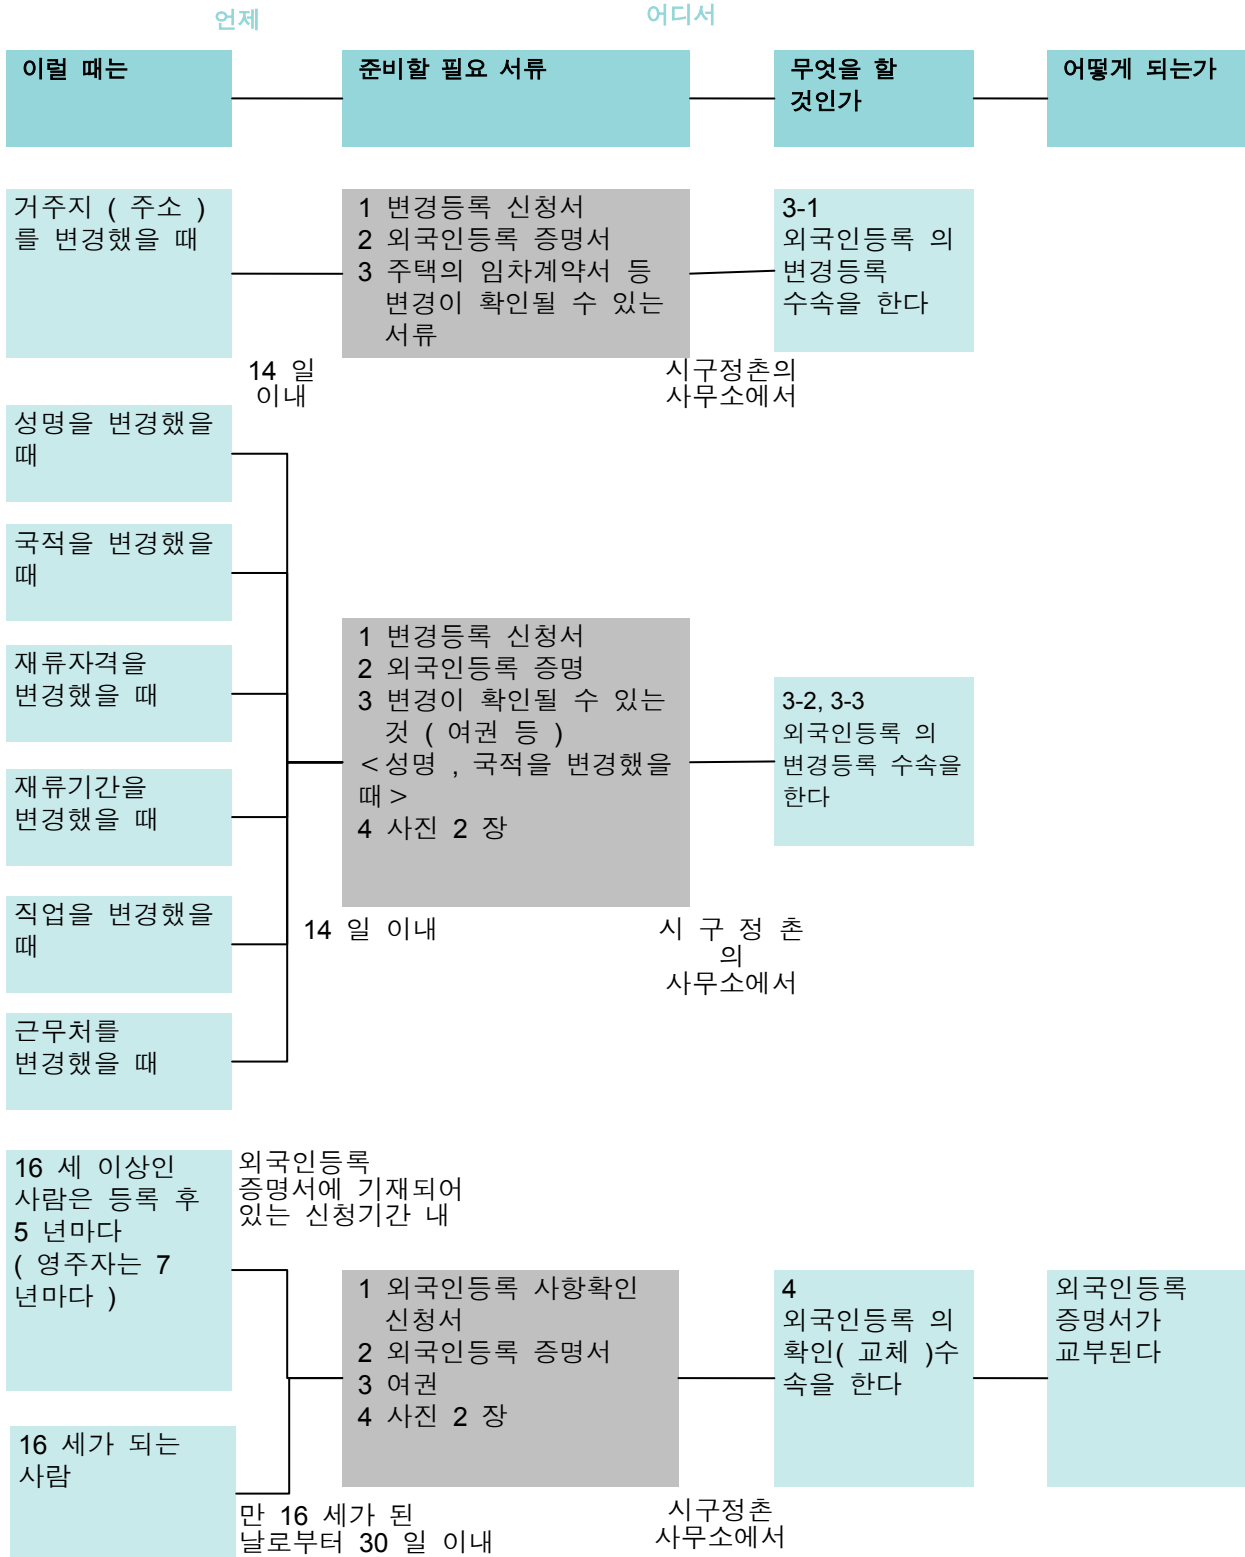 언제
어디서
이럴 때는
준비할 필요 서류
무엇을 할
것인가
어떻게 되는가
거주지 ( 주소 )
를 변경했을 때
1 변경등록 신청서
2 외국인등록 증명서
3 주택의 임차계약서 등
변경이 확인될 수 있는
서류
3-1
외국인등록 의
변경등록
수속을 한다
14 일
이내
시구정촌의
사무소에서
성명을 변경했을
때
국적을 변경했을
때
재류자격을
변경했을 때
재류기간을
변경했을 때
직업을 변경했을
때
근무처를
변경했을 때
1 변경등록 신청서
2 외국인등록 증명
3 변경이 확인될 수 있는
것 ( 여권 등 )
<성명 , 국적을 변경했을
때>
4 사진 2 장
3-2, 3-3
외국인등록 의
변경등록 수속을
한다
14 일 이내
시 구 정 촌
의
사무소에서
16 세 이상인
사람은 등록 후
5 년마다
( 영주자는 7
년마다 )
외국인등록
증명서에 기재되어
있는 신청기간 내
1 외국인등록 사항확인
신청서
2 외국인등록 증명서
3 여권
4 사진 2 장
4
외국인등록 의
확인( 교체 )수
속을 한다
외국인등록
증명서가
교부된다
16 세가 되는
사람
만 16 세가 된
날로부터 30 일 이내
시구정촌
사무소에서